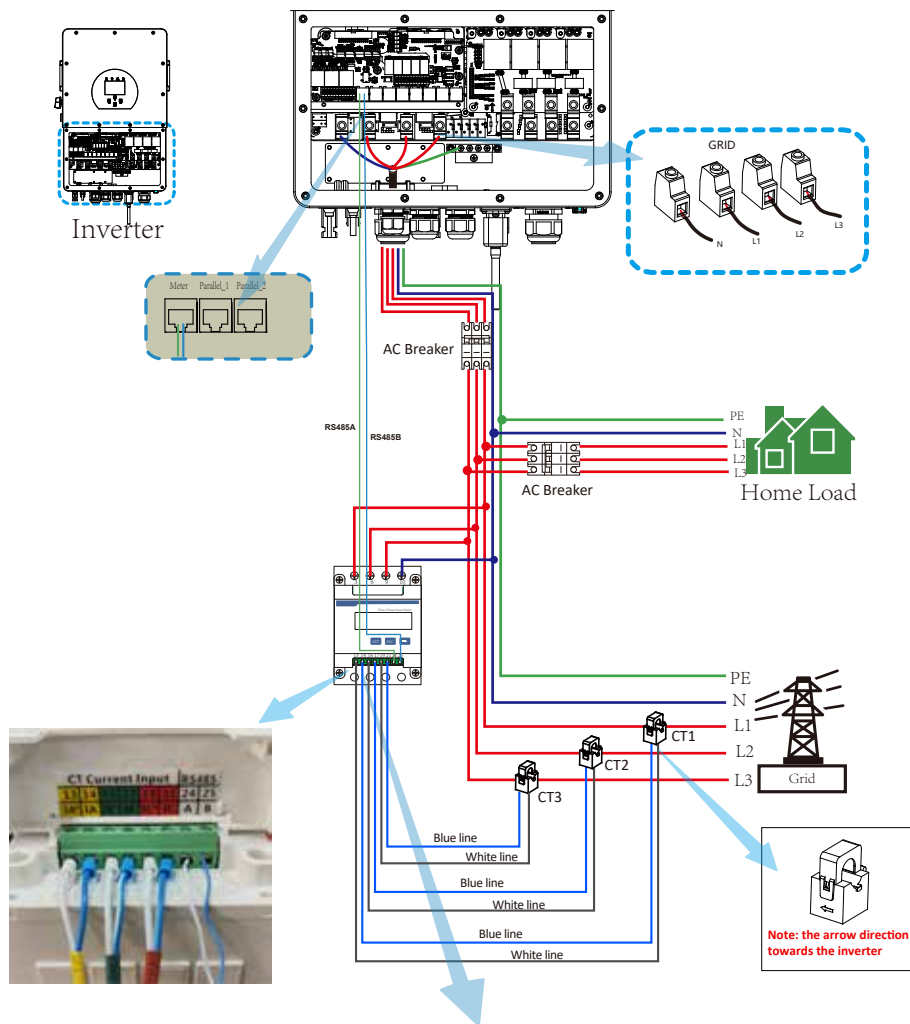 GRID
N
L1
L2
L3
Inverter
Meter
Parallel_1
Parallel_2
AC Breaker
RS485A
RS485B
PE
N
L1
L2
L3
AC Breaker
Home Load
PE
N
L1
L2
L3
Grid
CT1
CT2
CT3
CT Current Input
RS485
13
14
24
25
A
B
Blue line
White line
Blue line
White line
Blue line
White line
Note: the arrow direction
towards the inverter